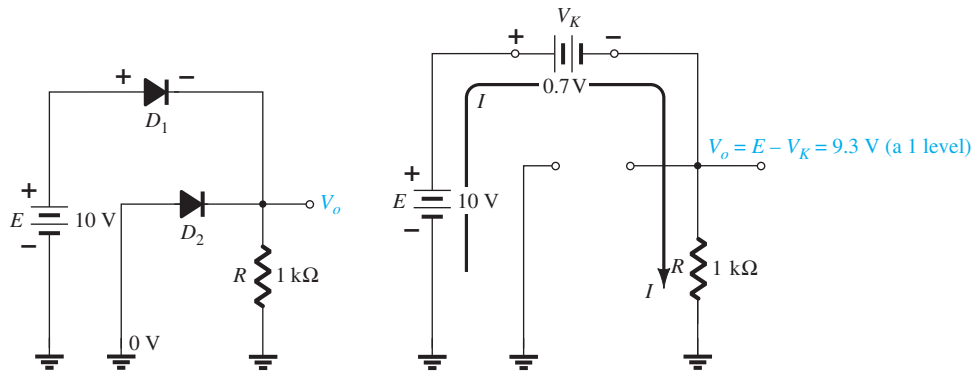 + −
D1
+
E 10 V
−
D2
Vo
R 1 kΩ
0 V
VK
+ −
0.7 V
I
+
E 10 V
−
Vo = E – VK = 9.3 V (a 1 level)
R 1 kΩ
I